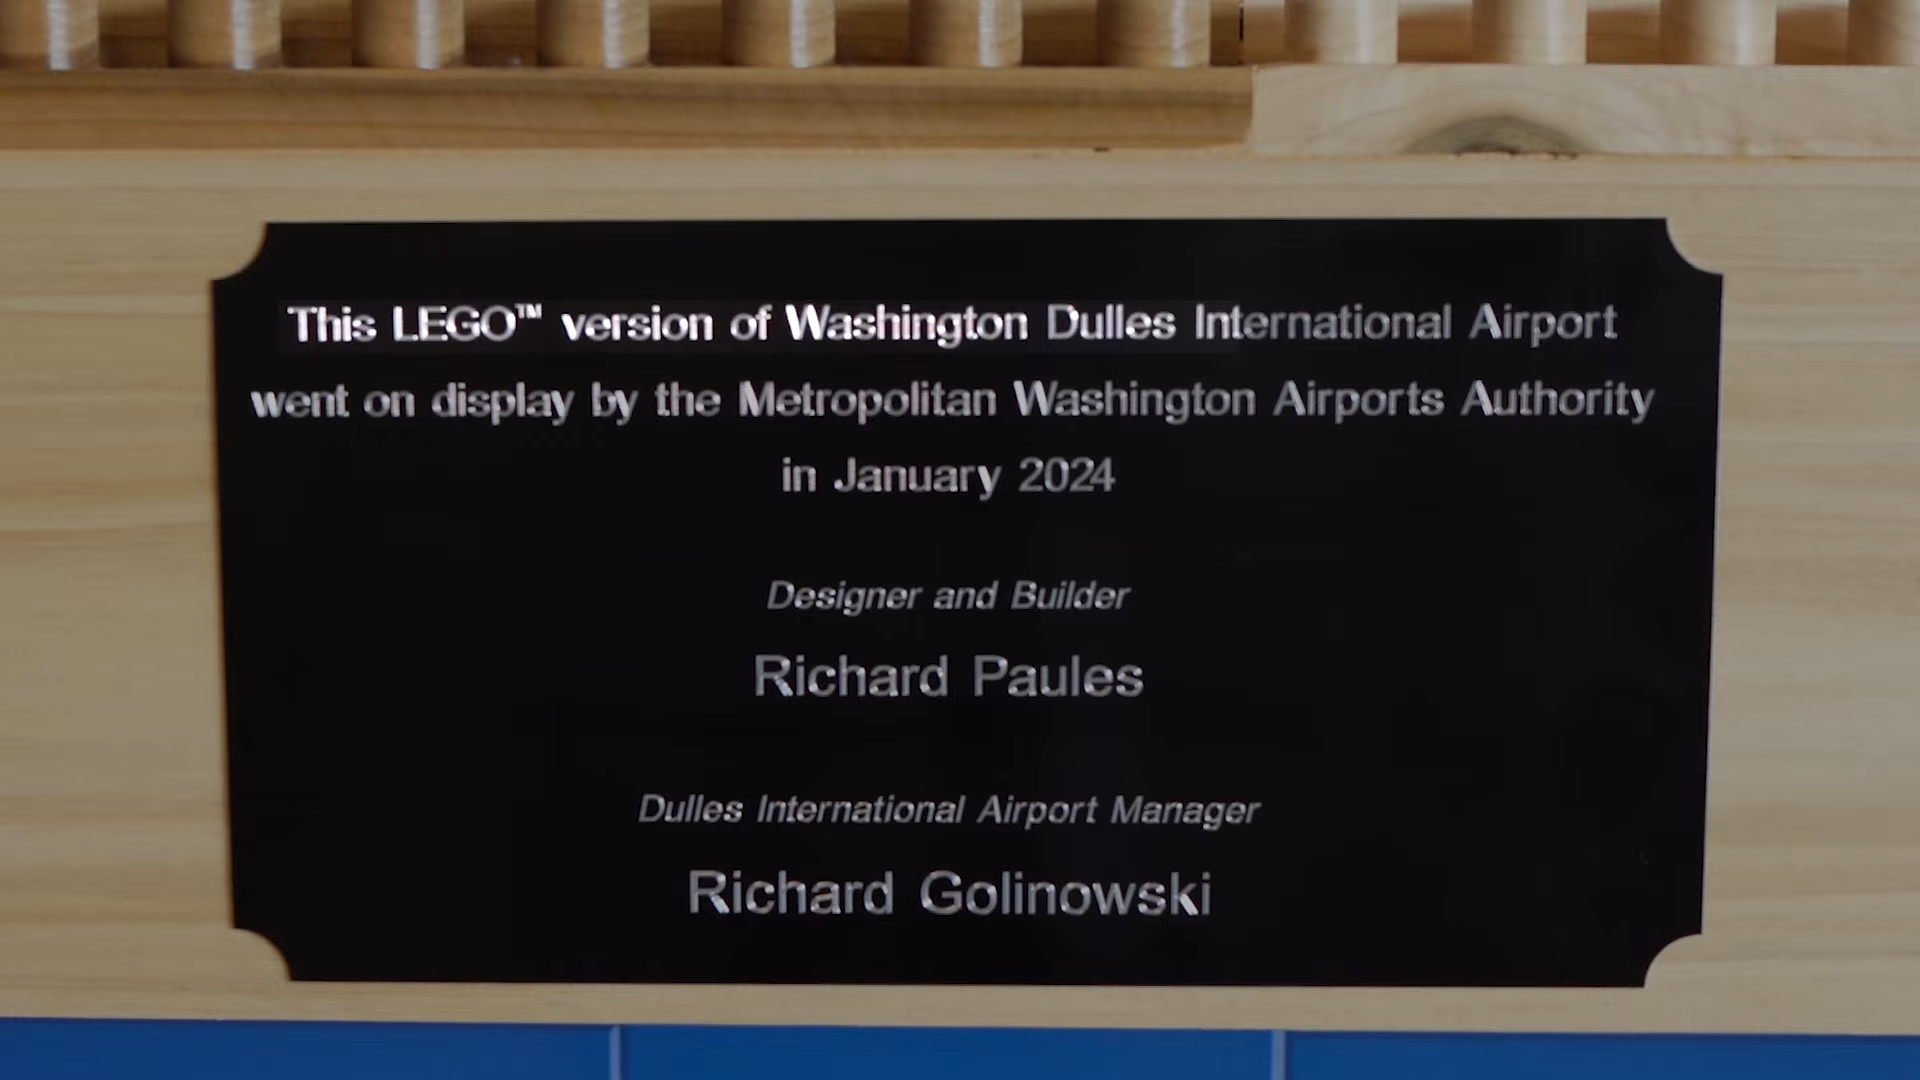 This LEGO™ version of Washington Dulles International Airport
went on display by the Metropolitan Washington Airports Authority
in January 2024
Designer and Builder
Richard Paules
Dulles International Airport Manager
Richard Golinowski